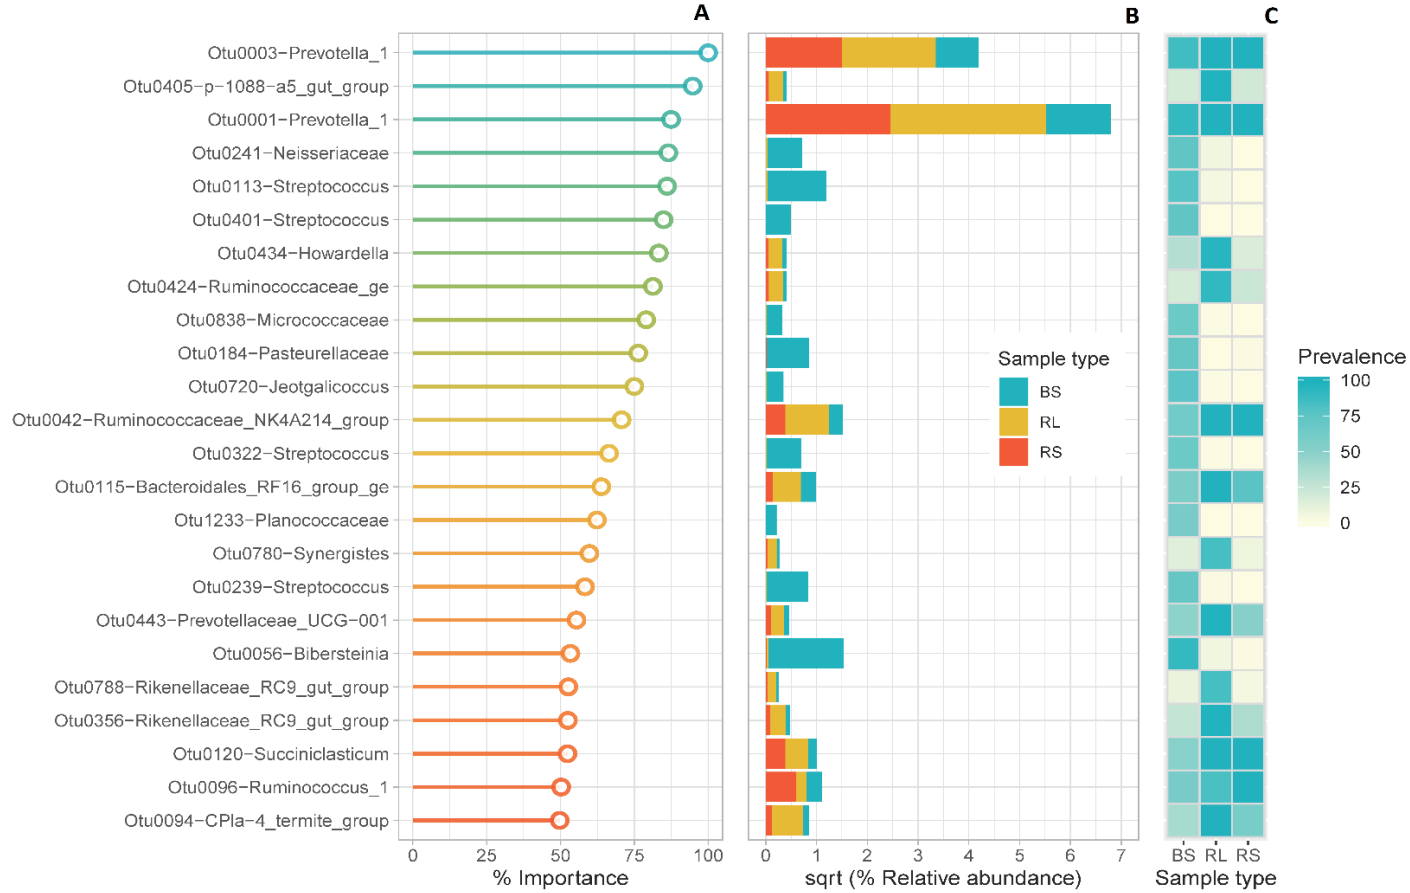 A
B
C
Otu0003-Prevotella_1
Otu0405-p-1088-a5_gut_group
Otu0001-Prevotella_1
Otu0241-Neisseriaceae
Otu0113-Streptococcus
Otu0401-Streptococcus
Otu0434-Howardella
Otu0424-Ruminococcaceae_ge
Otu0838-Micrococcaceae
Otu0184-Pasteurellaceae
Otu0720-Jeotgalicoccus
Otu0042-Ruminococcaceae_NK4A214_group
Otu0322-Streptococcus
Otu0115-Bacteroidales_RF16_group_ge
Otu1233-Planococcaceae
Otu0780-Synergistes
Otu0239-Streptococcus
Otu0443-Prevotellaceae_UCG-001
Otu0056-Bibersteinia
Otu0788-Rikenellaceae_RC9_gut_group
Otu0356-Rikenellaceae_RC9_gut_group
Otu0120-Succiniclasticum
Otu0096-Ruminococcus_1
Otu0094-CPla-4_termite_group
0 25 50 75 100
% Importance
Sample type
BS
RL
RS
0 1 2 3 4 5 6 7
sqrt (% Relative abundance)
BS RL RS
Sample type
Prevalence
100
75
50
25
0